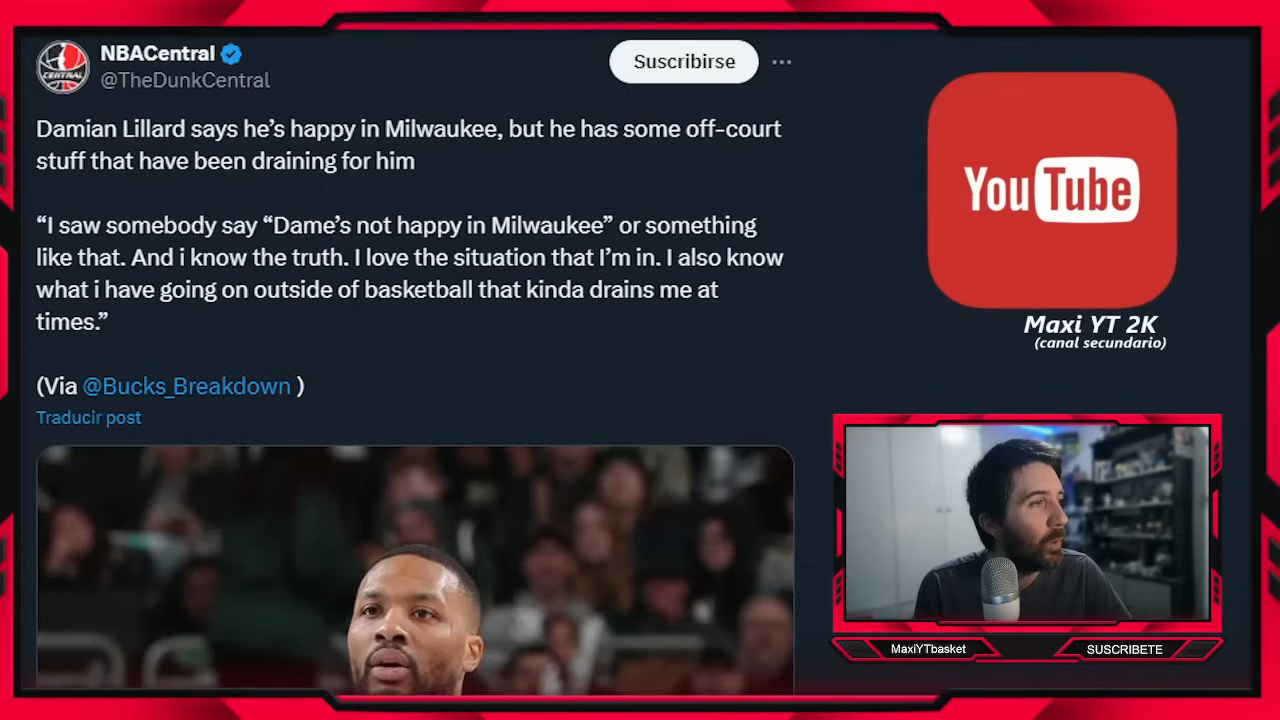 NBACentral
@TheDunkCentral
Suscribirse
Damian Lillard says he’s happy in Milwaukee, but he has some off-court
stuff that have been draining for him
“I saw somebody say “Dame’s not happy in Milwaukee” or something
like that. And i know the truth. I love the situation that I’m in. I also know
what i have going on outside of basketball that kinda drains me at
times.”
(Via @Bucks_Breakdown )
Traducir post
YouTube
Maxi YT 2K
(canal secundario)
MaxiYTbasket
SUSCRIBETE
CENTRAL